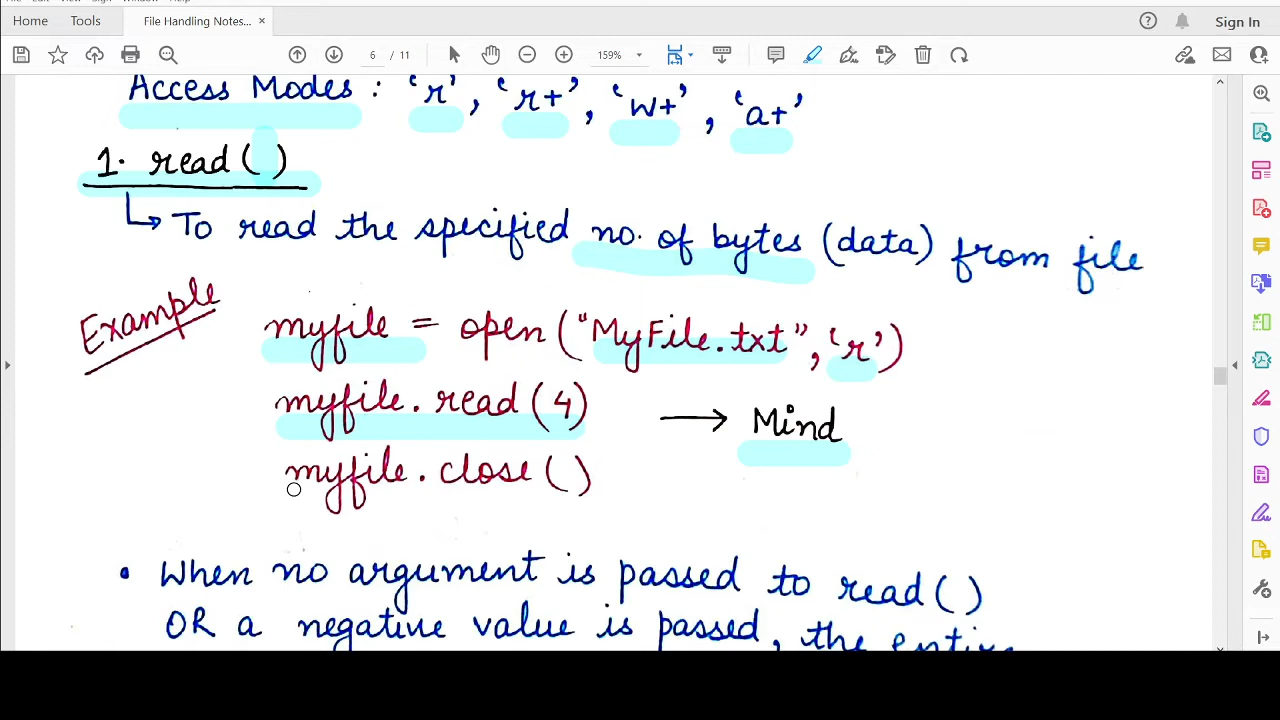 Home Tools File Handling Notes... × Sign In
6 / 11 159%
Access Modes : 'r', 'r+', 'w+', 'a+'
1. read( )
To read the specified no. of bytes (data) from file
Example
myfile = open("MyFile.txt", 'r')
myfile.read(4) → Mind
myfile.close()
• When no argument is passed to read( )
OR a negative value is passed, the entire